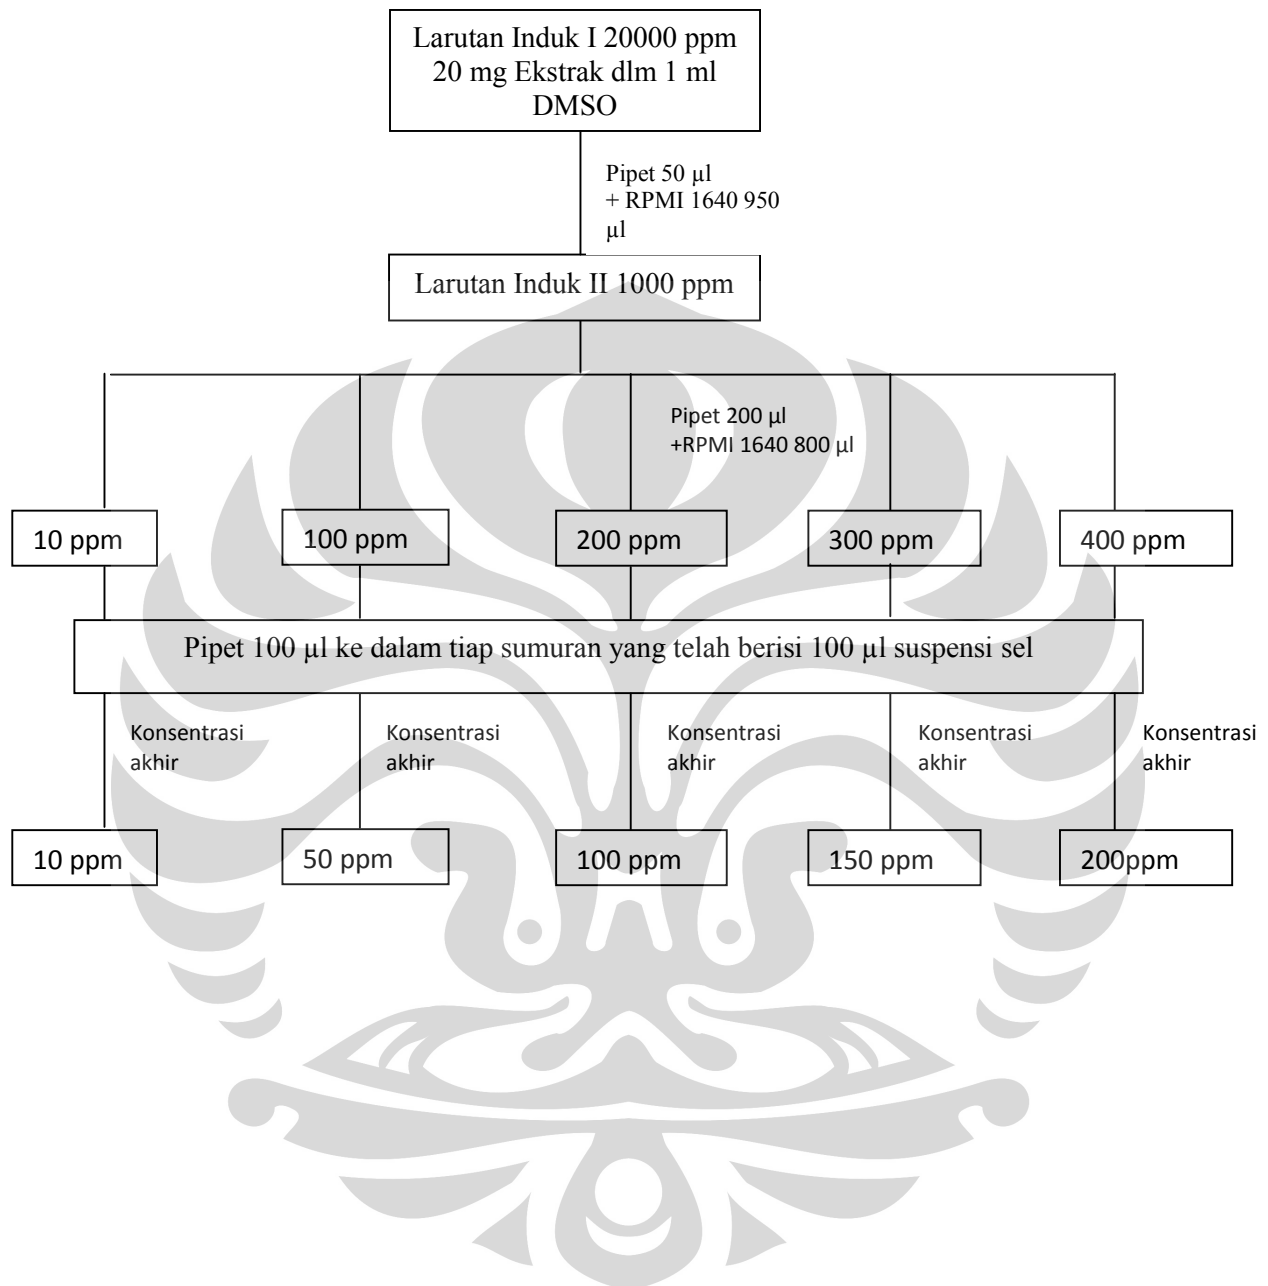 Larutan Induk I 20000 ppm
20 mg Ekstrak dlm 1 ml
DMSO
Pipet 50 µl
+ RPMI 1640 950
µl
Larutan Induk II 1000 ppm
Pipet 200 µl
+RPMI 1640 800 µl
10 ppm
100 ppm
200 ppm
300 ppm
400 ppm
Pipet 100 µl ke dalam tiap sumuran yang telah berisi 100 µl suspensi sel
Konsentrasi
akhir
Konsentrasi
akhir
Konsentrasi
akhir
Konsentrasi
akhir
Konsentrasi
akhir
10 ppm
50 ppm
100 ppm
150 ppm
200ppm